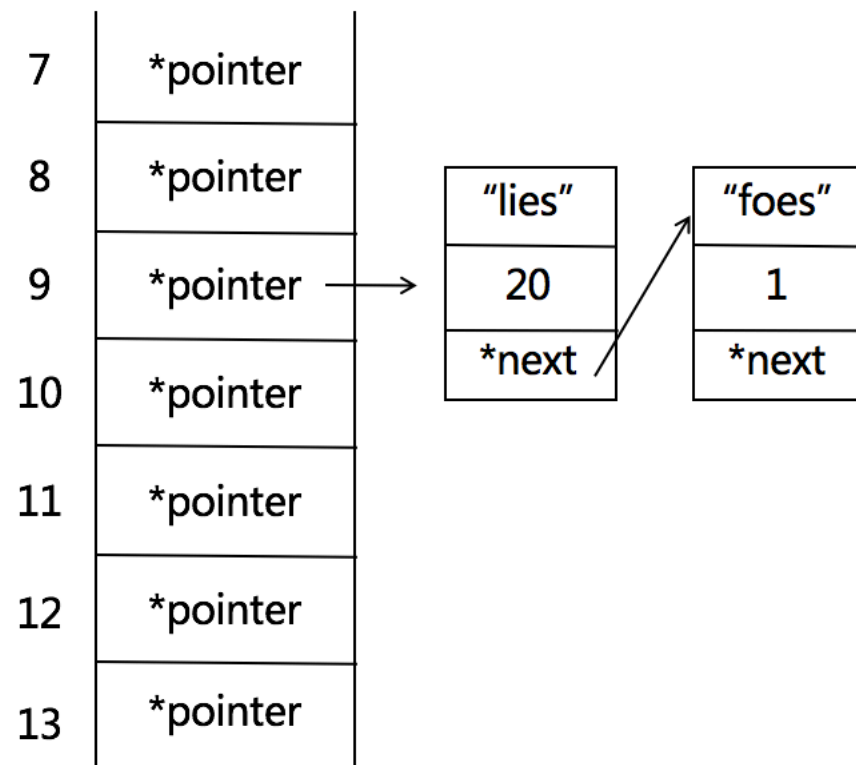 7 *pointer
8 *pointer
“lies” “foes”
9 *pointer 20 1
*next *next
10 *pointer
11 *pointer
12 *pointer
13 *pointer